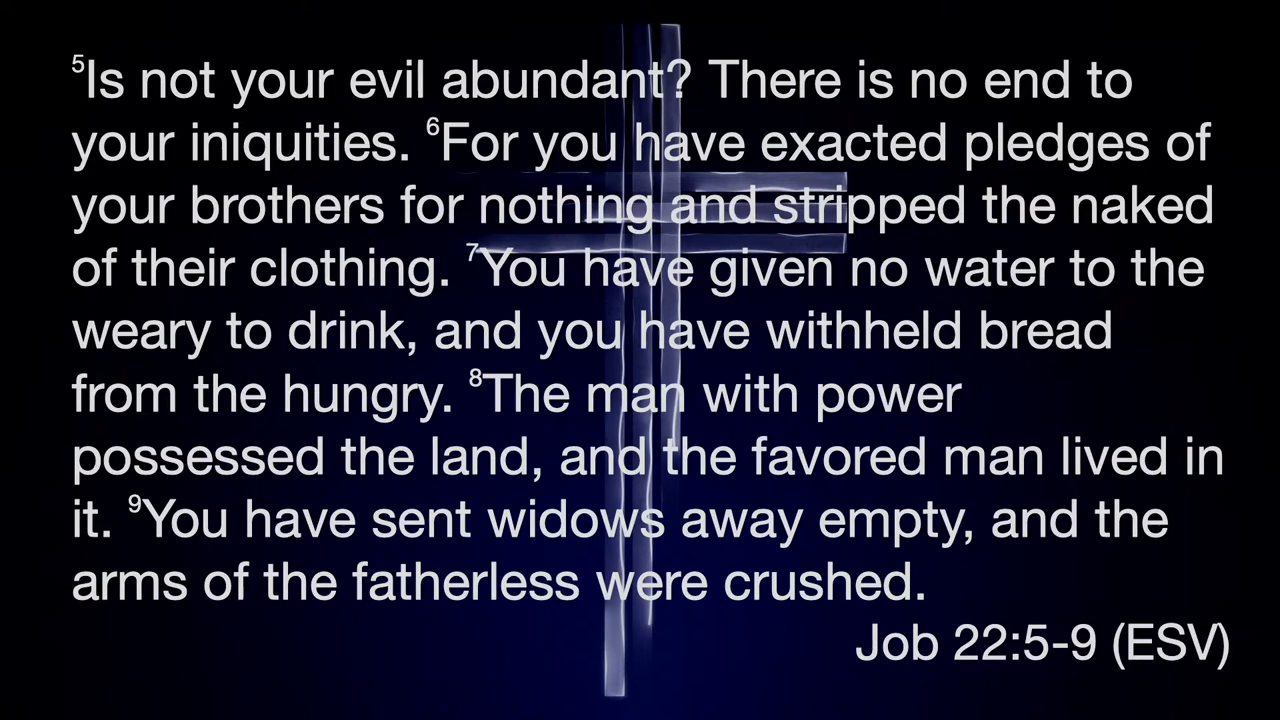 ⁵Is not your evil abundant? There is no end to
your iniquities. ⁶For you have exacted pledges of
your brothers for nothing and stripped the naked
of their clothing. ⁷You have given no water to the
weary to drink, and you have withheld bread
from the hungry. ⁸The man with power
possessed the land, and the favored man lived in
it. ⁹You have sent widows away empty, and the
arms of the fatherless were crushed.
Job 22:5-9 (ESV)